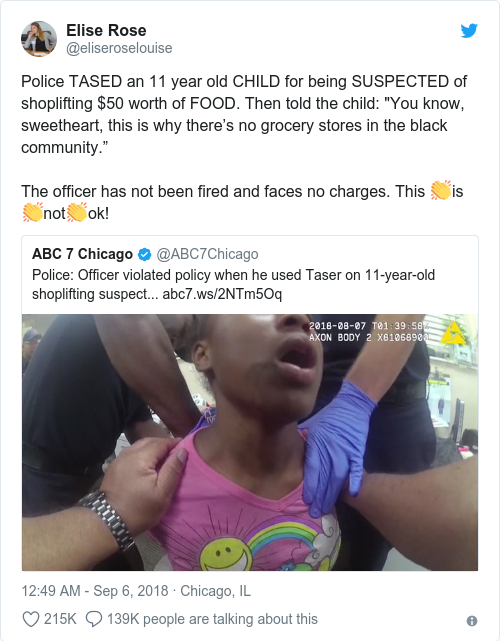 Elise Rose
@eliseroselouise
Police TASED an 11 year old CHILD for being SUSPECTED of
shoplifting $50 worth of FOOD. Then told the child: "You know,
sweetheart, this is why there’s no grocery stores in the black
community.”
The officer has not been fired and faces no charges. This 👏is
👏not👏ok!
ABC 7 Chicago @ABC7Chicago
Police: Officer violated policy when he used Taser on 11-year-old
shoplifting suspect... abc7.ws/2NTm5Oq
2018-08-07 T01:39:58Z
AXON BODY 2 X81068900
12:49 AM - Sep 6, 2018 · Chicago, IL
215K 139K people are talking about this